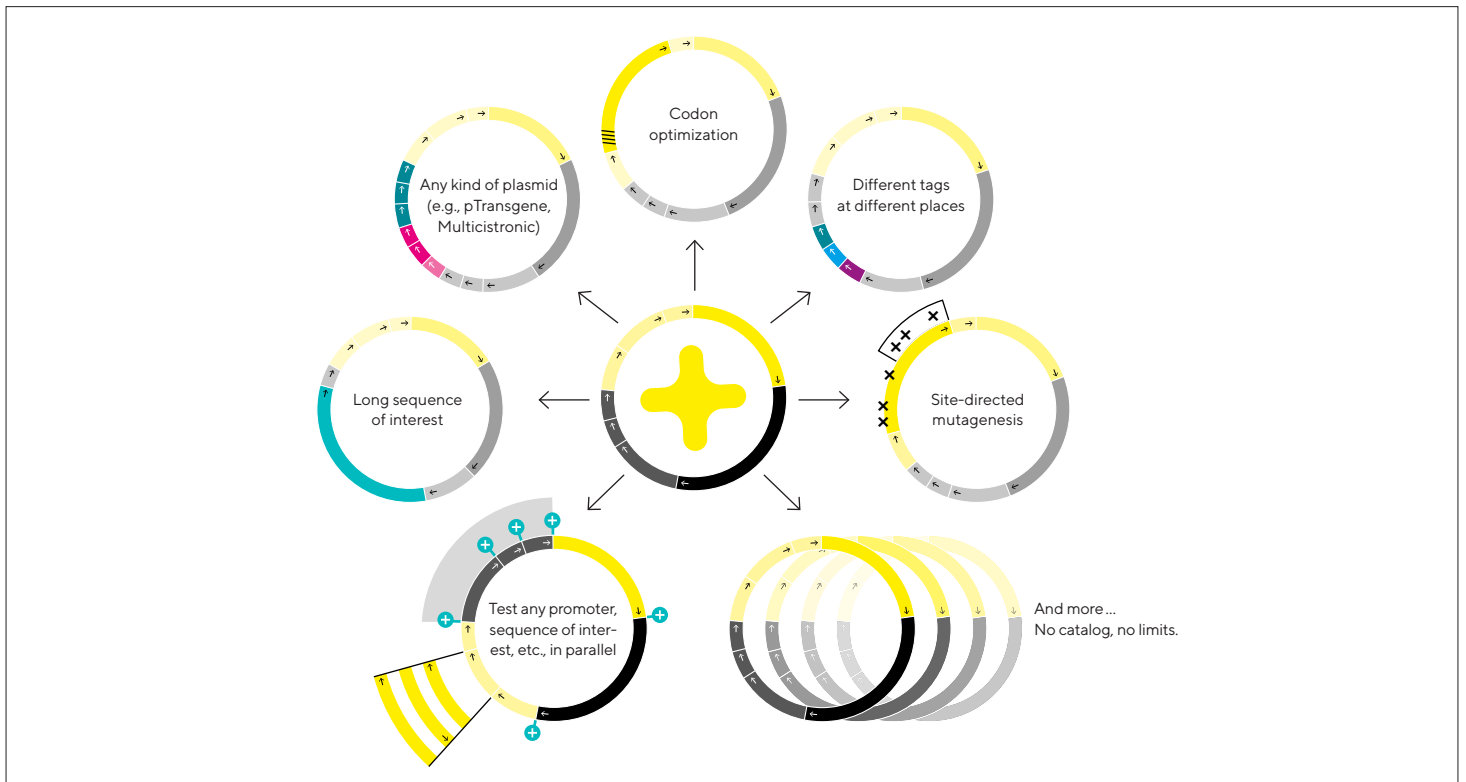 Codon
optimization
Any kind of plasmid
(e.g., pTransgene,
Multicistronic)
Different tags
at different places
Long sequence
of interest
Site-directed
mutagenesis
Test any promoter,
sequence of inter-
est, etc., in parallel
And more ...
No catalog, no limits.